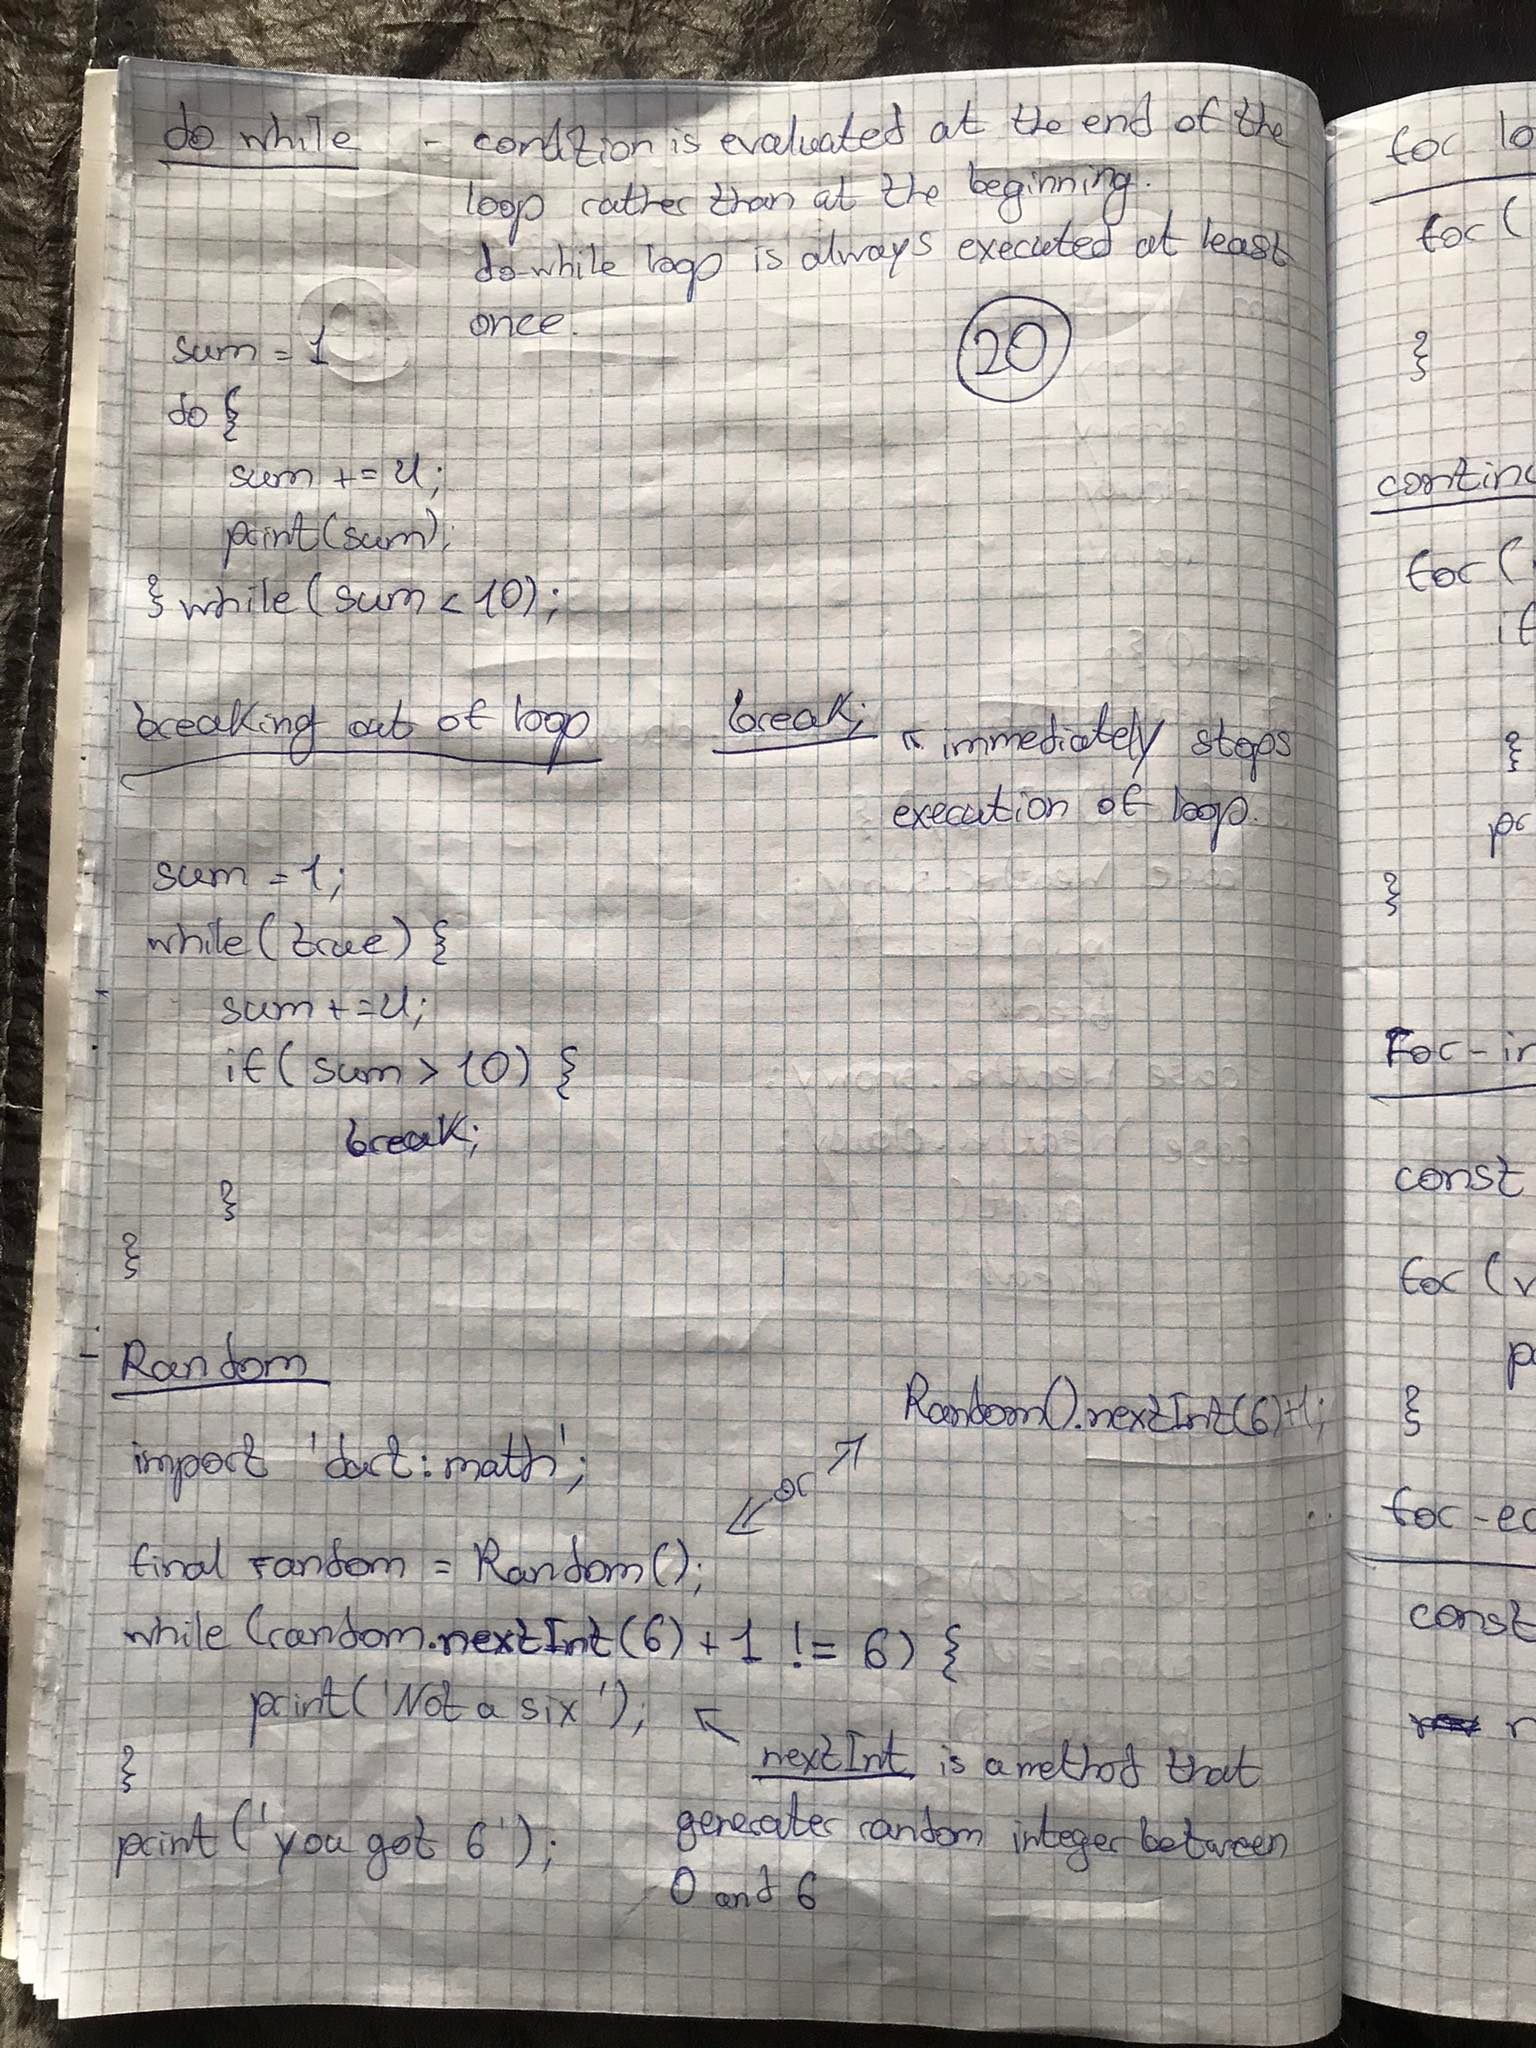 do while - condition is evaluated at the end of the
loop rather than at the beginning.
do-while loop is always executed at least
once.
20
sum = 1
do {
sum += 4;
print(sum);
} while (sum < 10);
breaking out of loop
break;
↖ immediately stops
execution of loop.
sum = 1;
while (true) {
sum += 4;
if (sum > 10) {
break;
}
}
- Random
Random().nextInt(6)+1;
or
import 'dart:math';
final random = Random();
while (random.nextInt(6) + 1 != 6) {
print('Not a six');
}
print('you got 6');
↖ nextInt is a method that
generates random integer between
0 and 6
for lo
for (
}
continu
for (
if
}
pr
}
For-in
const
for (v
p
}
for-ea
const